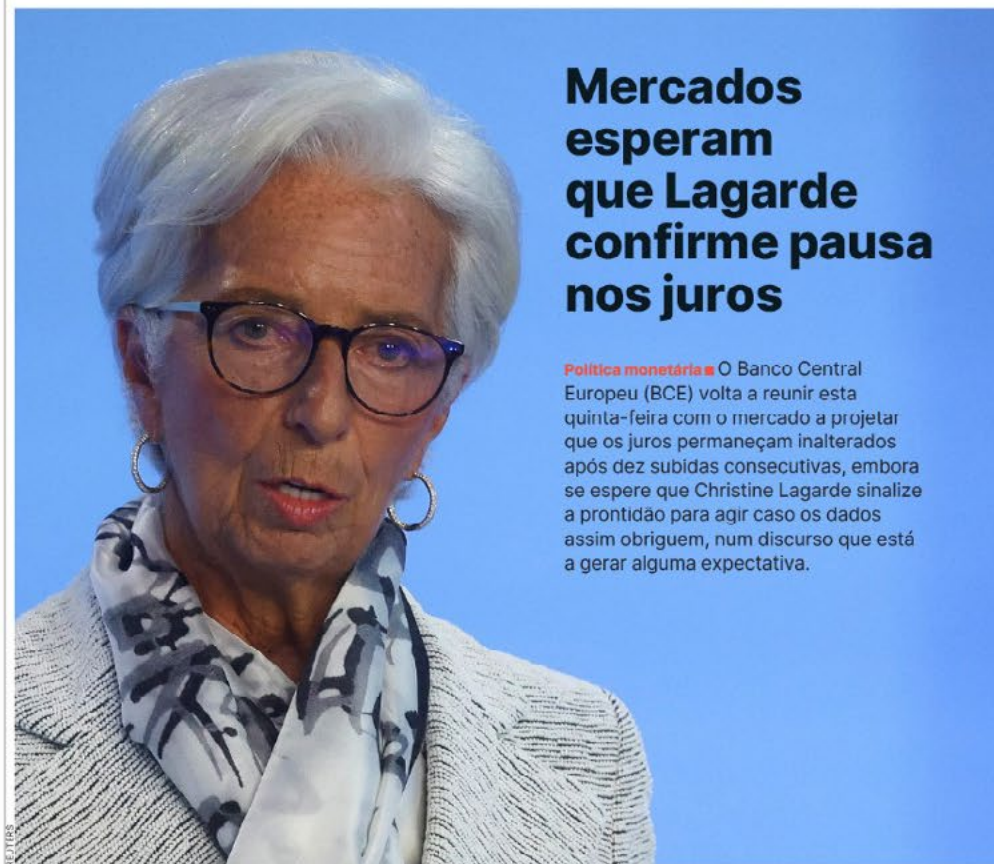 Mercados
esperam
que Lagarde
confirme pausa
nos juros
Política monetária ■ O Banco Central
Europeu (BCE) volta a reunir esta
quinta-feira com o mercado a projetar
que os juros permaneçam inalterados
após dez subidas consecutivas, embora
se espere que Christine Lagarde sinalize
a prontidão para agir caso os dados
assim obriguem, num discurso que está
a gerar alguma expectativa.